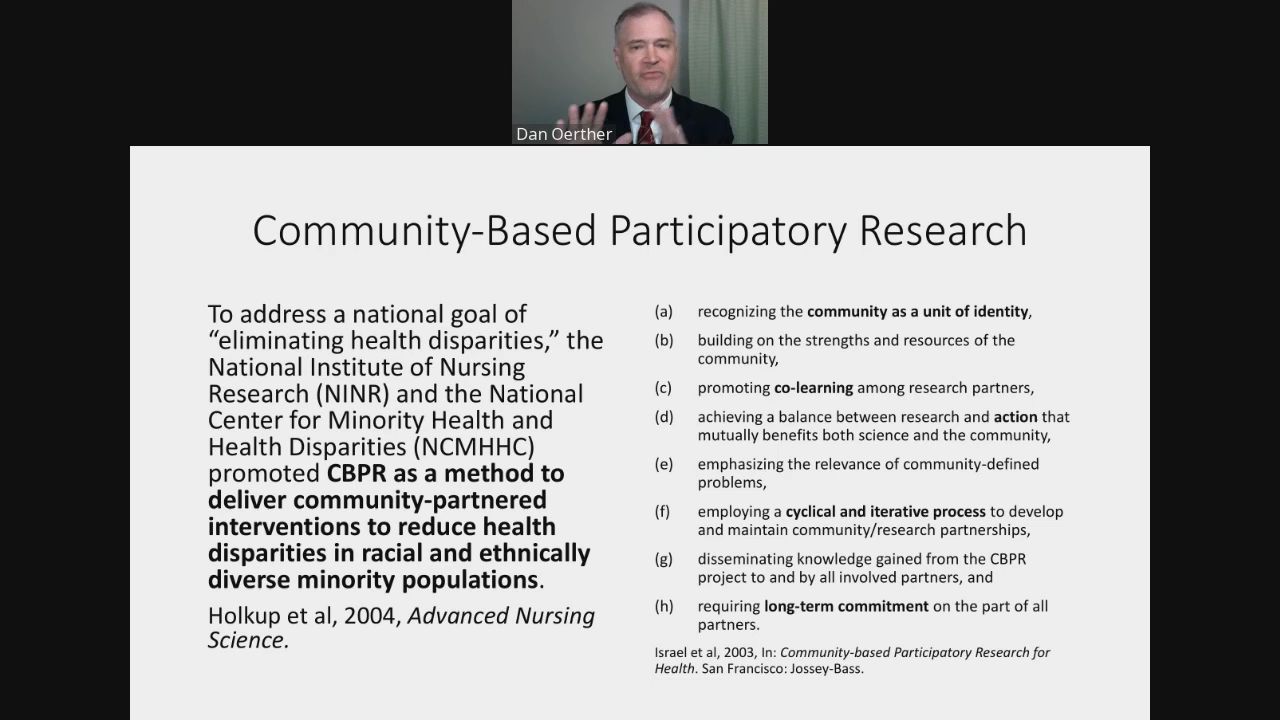 Dan Oerther
Community-Based Participatory Research
To address a national goal of
“eliminating health disparities,” the
National Institute of Nursing
Research (NINR) and the National
Center for Minority Health and
Health Disparities (NCMHHC)
promoted CBPR as a method to
deliver community-partnered
interventions to reduce health
disparities in racial and ethnically
diverse minority populations.
Holkup et al, 2004, Advanced Nursing
Science.
(a) recognizing the community as a unit of identity,
(b) building on the strengths and resources of the
community,
(c) promoting co-learning among research partners,
(d) achieving a balance between research and action that
mutually benefits both science and the community,
(e) emphasizing the relevance of community-defined
problems,
(f) employing a cyclical and iterative process to develop
and maintain community/research partnerships,
(g) disseminating knowledge gained from the CBPR
project to and by all involved partners, and
(h) requiring long-term commitment on the part of all
partners.
Israel et al, 2003, In: Community-based Participatory Research for
Health. San Francisco: Jossey-Bass.